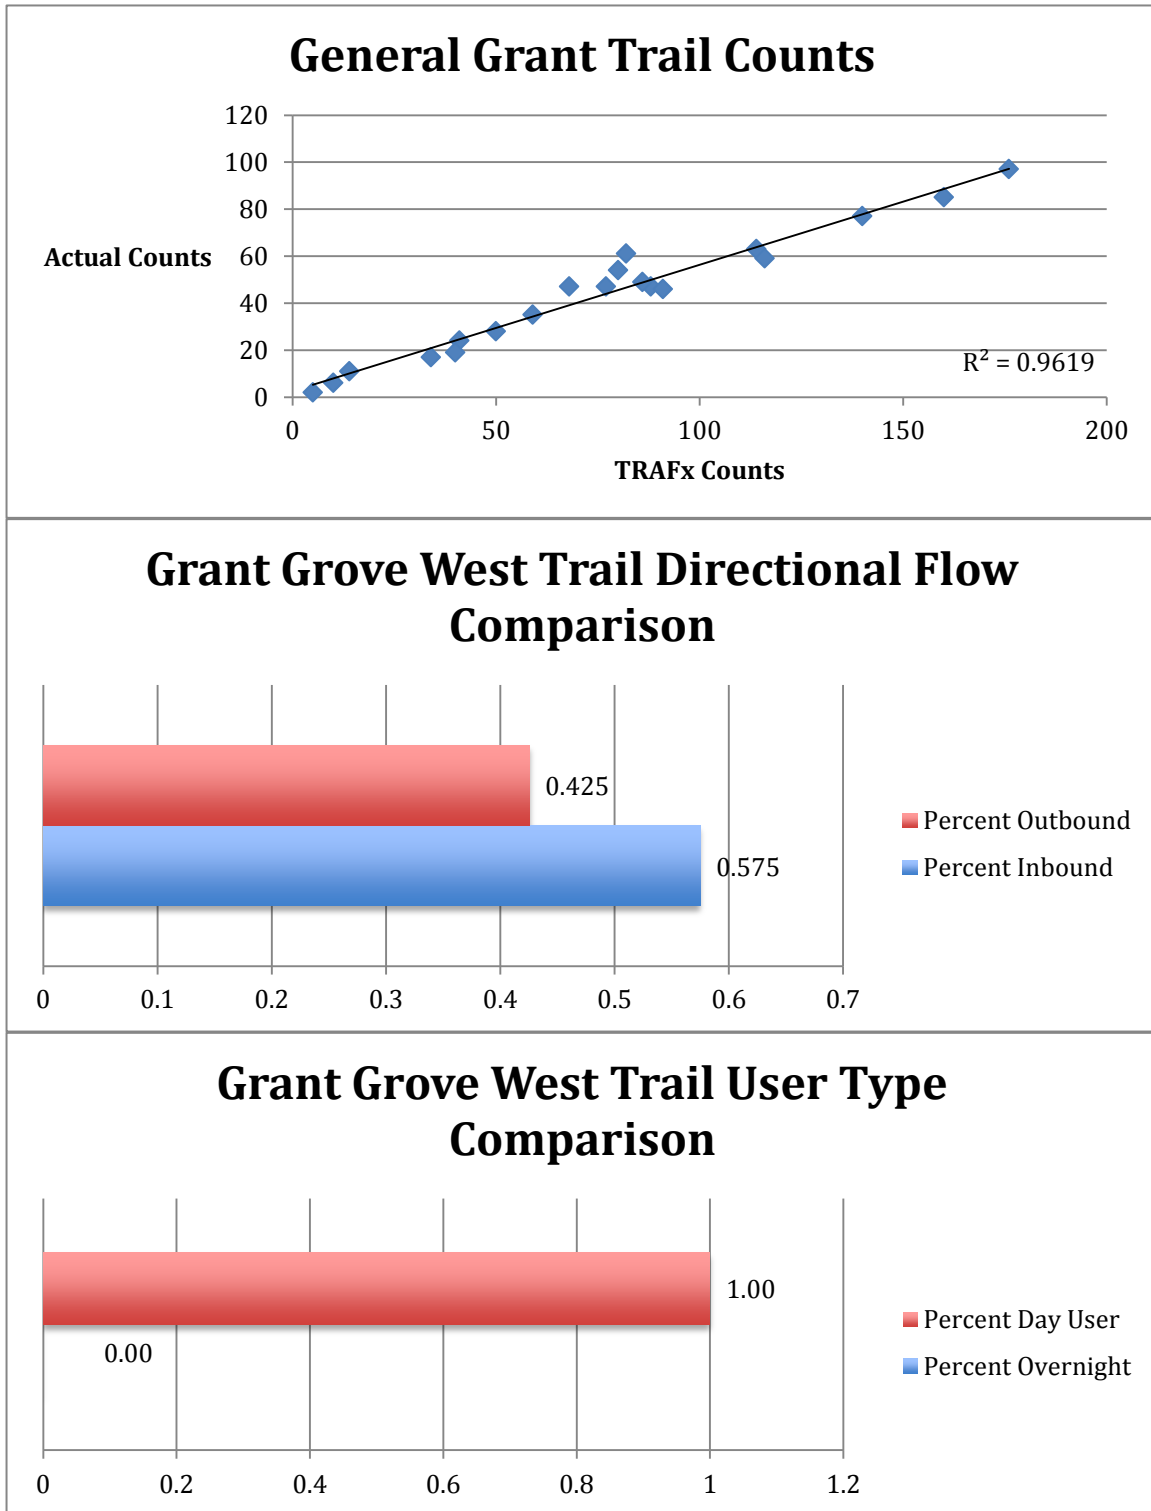 General Grant Trail Counts
120
100
80
60
40
20
0
Actual Counts
R² = 0.9619
0 50 100 150 200
TRAFx Counts
Grant Grove West Trail Directional Flow
Comparison
0.425
0.575
Percent Outbound
Percent Inbound
0 0.1 0.2 0.3 0.4 0.5 0.6 0.7
Grant Grove West Trail User Type
Comparison
1.00
0.00
Percent Day User
Percent Overnight
0 0.2 0.4 0.6 0.8 1 1.2